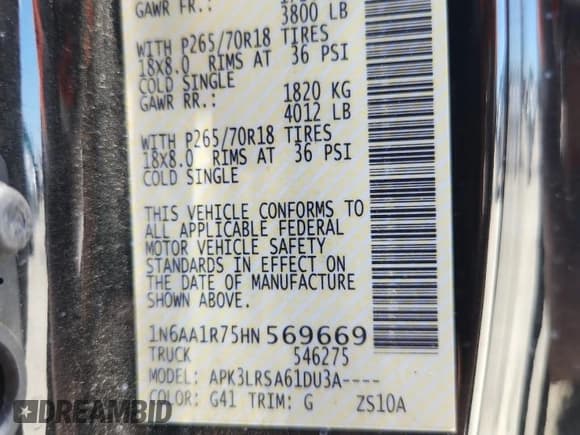 GAWR FR.:
3800 LB
WITH P265/70R18 TIRES
18x8.0 RIMS AT 36 PSI
COLD SINGLE
GAWR RR.: 1820 KG
4012 LB
WITH P265/70R18 TIRES
18x8.0 RIMS AT 36 PSI
COLD SINGLE
THIS VEHICLE CONFORMS TO
ALL APPLICABLE FEDERAL
MOTOR VEHICLE SAFETY
STANDARDS IN EFFECT ON
THE DATE OF MANUFACTURE
SHOWN ABOVE
1N6AA1R75HN 569669
TRUCK 546275
MODEL: APK3LRSA61DU3A----
COLOR: G41 TRIM: G ZS10A
DREAMBID